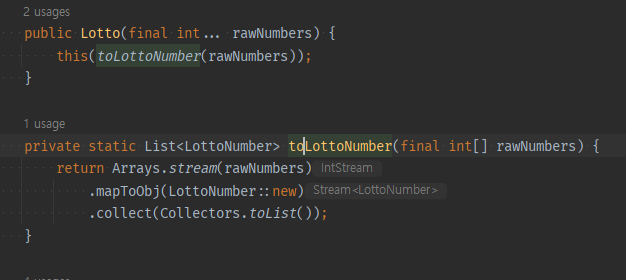 2 usages
public Lotto(final int... rawNumbers) {
this(toLottoNumber(rawNumbers));
}
1 usage
private static List<LottoNumber> toLottoNumber(final int[] rawNumbers) {
return Arrays.stream(rawNumbers) IntStream
.mapToObj(LottoNumber::new) Stream<LottoNumber>
.collect(Collectors.toList());
}